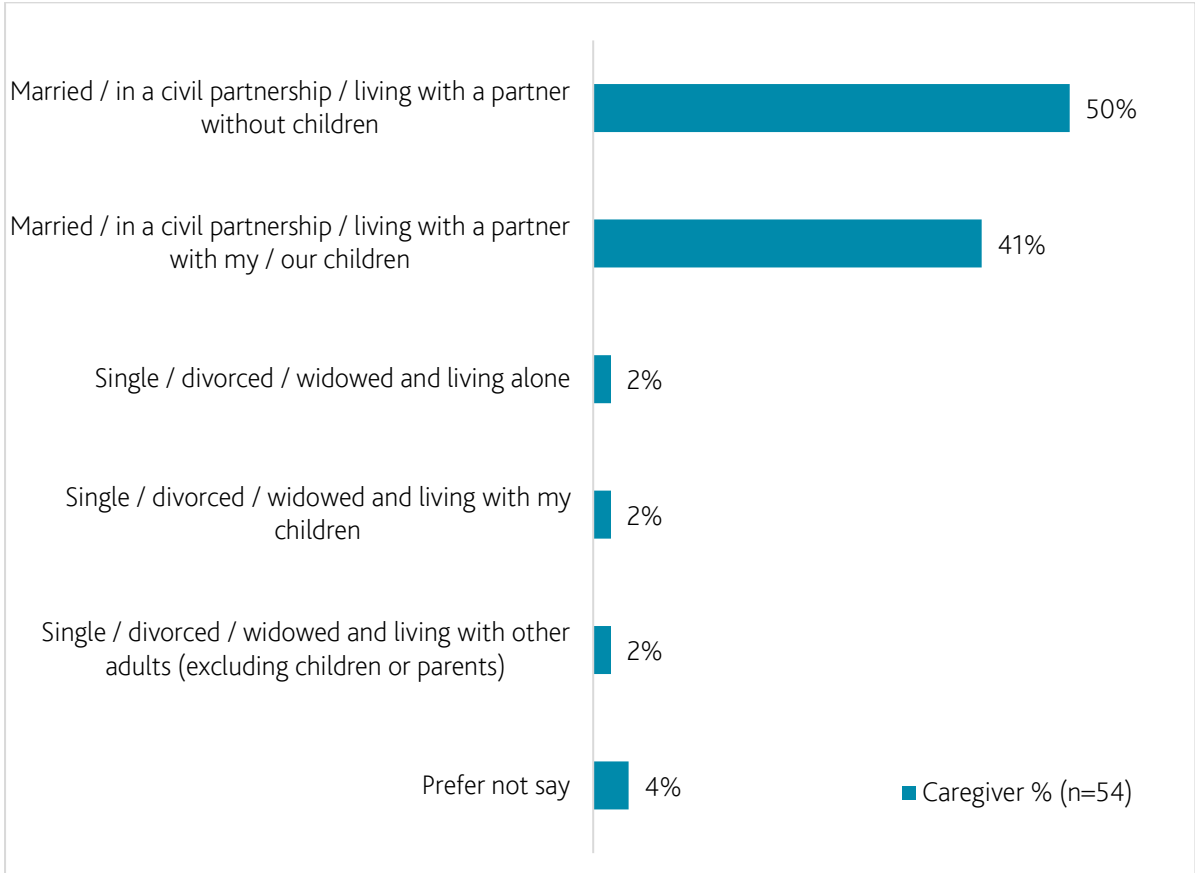 Married / in a civil partnership / living with a partner
without children
50%
Married / in a civil partnership / living with a partner
with my / our children
41%
Single / divorced / widowed and living alone
2%
Single / divorced / widowed and living with my
children
2%
Single / divorced / widowed and living with other
adults (excluding children or parents)
2%
Prefer not say
4%
Caregiver % (n=54)